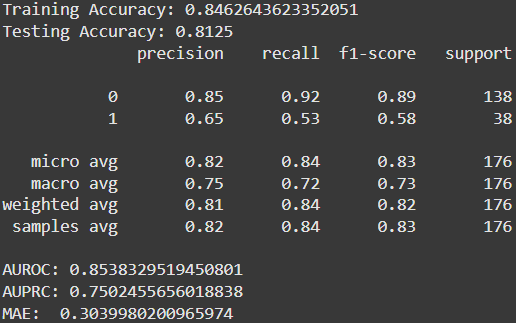 Training Accuracy: 0.8462643623352051
Testing Accuracy: 0.8125
precision recall f1-score support
0 0.85 0.92 0.89 138
1 0.65 0.53 0.58 38
micro avg 0.82 0.84 0.83 176
macro avg 0.75 0.72 0.73 176
weighted avg 0.81 0.84 0.82 176
samples avg 0.82 0.84 0.83 176
AUROC: 0.8538329519450801
AUPRC: 0.7502455656018838
MAE: 0.3039980200965974